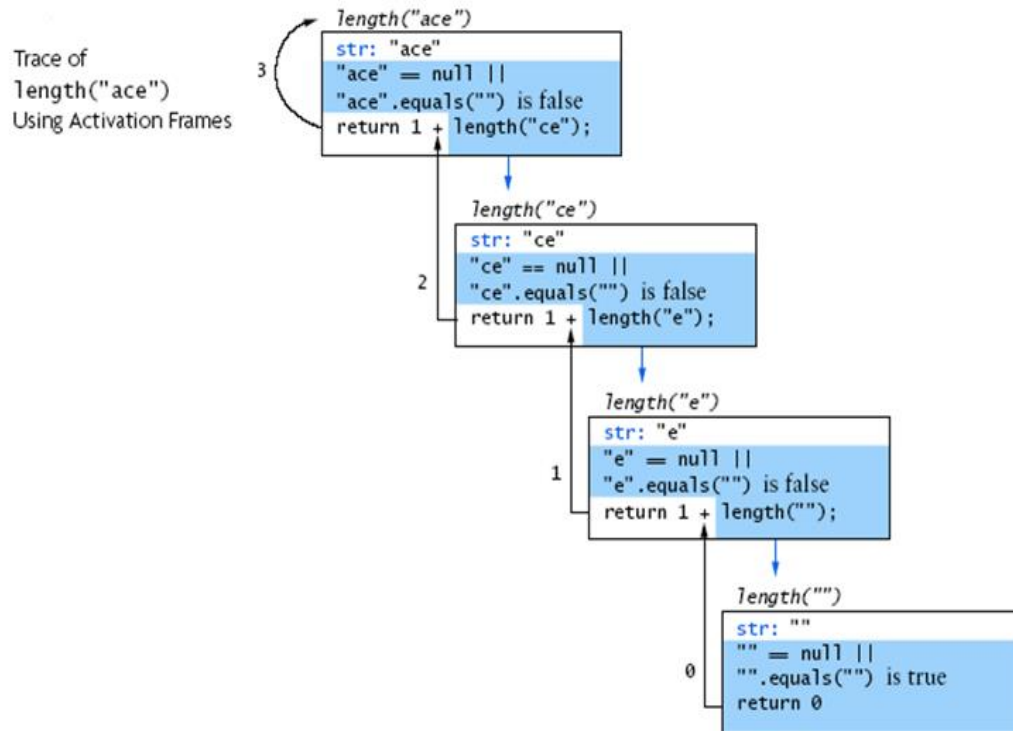 Trace of
length("ace")
Using Activation Frames
3
length("ace")
str: "ace"
"ace" == null ||
"ace".equals("") is false
return 1 + length("ce");
2
length("ce")
str: "ce"
"ce" == null ||
"ce".equals("") is false
return 1 + length("e");
1
length("e")
str: "e"
"e" == null ||
"e".equals("") is false
return 1 + length("");
0
length("")
str: ""
"" == null ||
"".equals("") is true
return 0